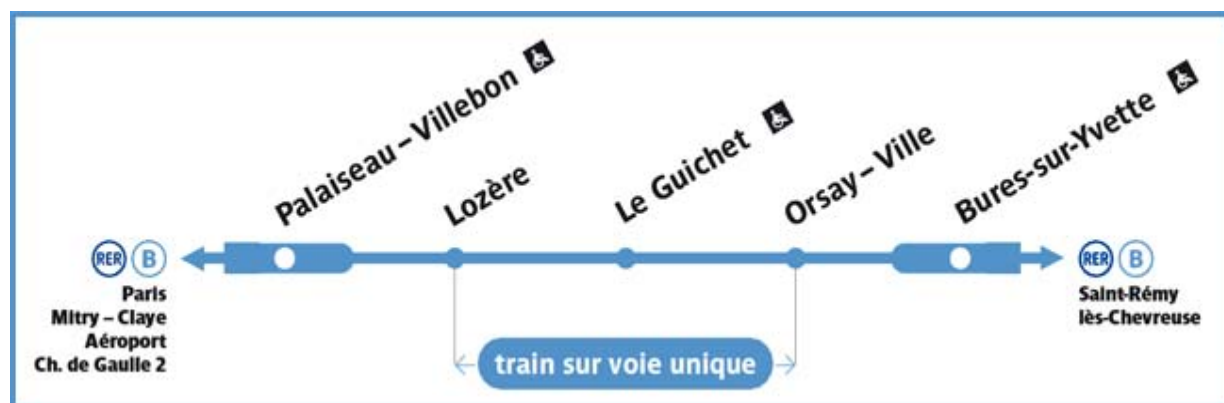 Palaiseau – Villebon
Lozère
Le Guichet
Orsay – Ville
Bures-sur-Yvette
RER B
Paris
Mitry – Claye
Aéroport
Ch. de Gaulle 2
RER B
Saint-Rémy
lès-Chevreuse
train sur voie unique